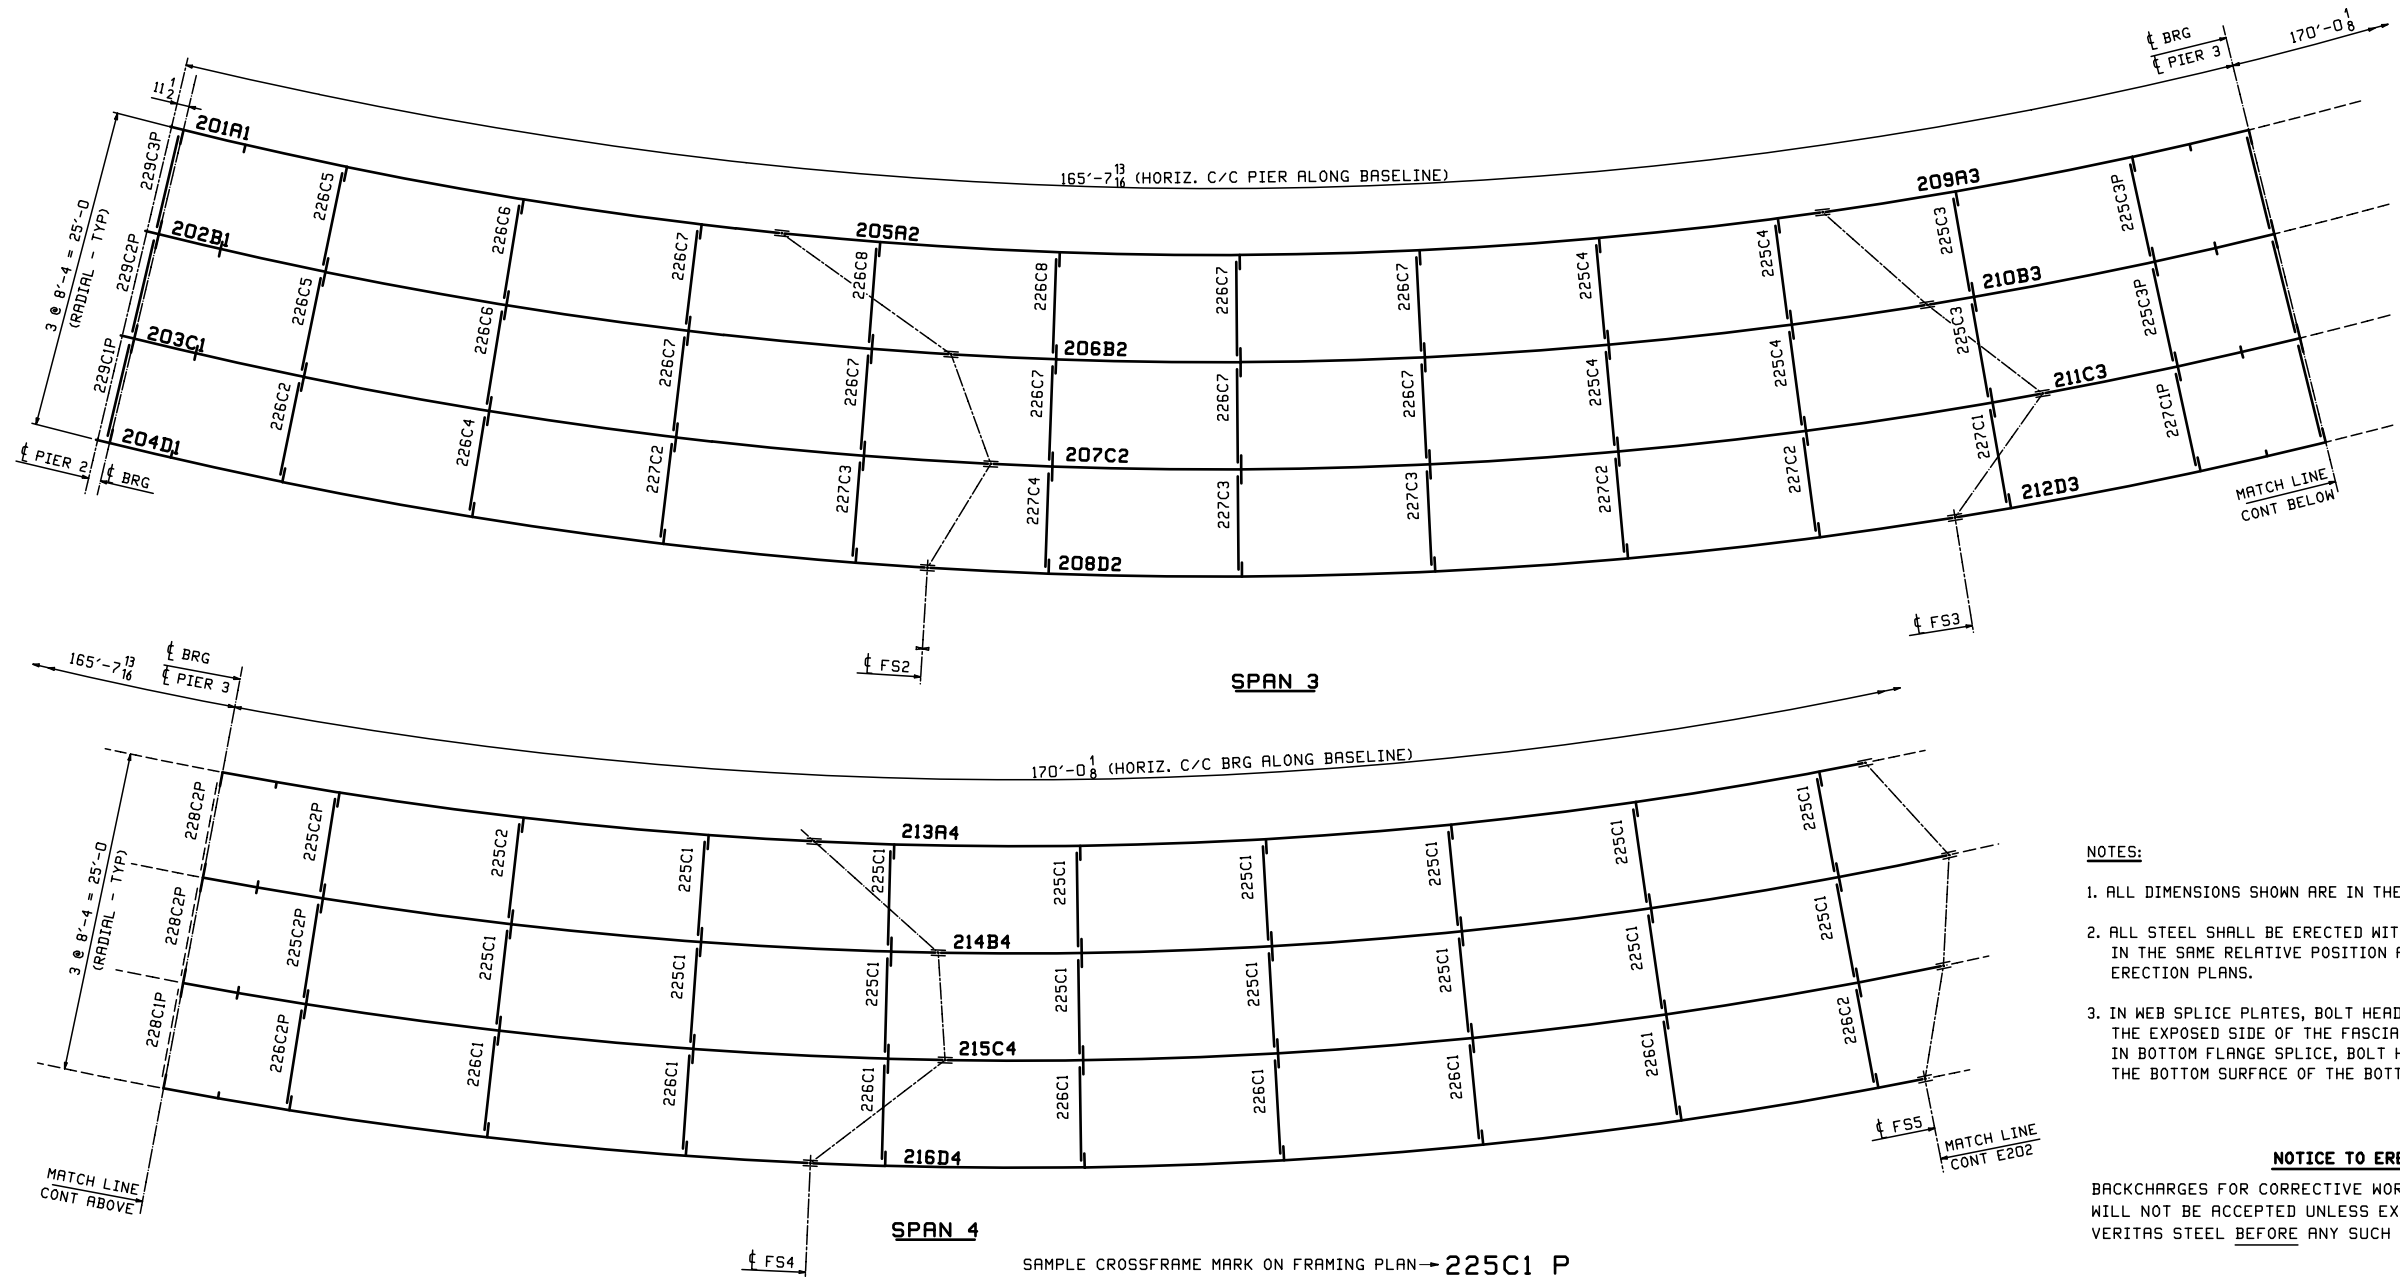 ℄ BRG
℄ PIER 3
170'-0 1/8
11 1/2
165'-7 13/16 (HORIZ. C/C PIER ALONG BASELINE)
3 @ 8'-4 = 25'-0
(RADIAL - TYP)
201A1
205A2
209A3
229C3P
226C5
226C6
226C7
226C8
226C8
226C7
226C7
225C4
225C4
225C3
225C3P
202B1
206B2
210B3
229C2P
226C5
226C6
226C7
226C7
226C7
226C7
226C7
225C4
225C4
225C3
225C3P
203C1
207C2
211C3
229C1P
226C2
226C4
227C2
227C3
227C4
227C3
227C3
227C2
227C2
227C1
227C1P
204D1
208D2
212D3
℄ PIER 2
℄ BRG
MATCH LINE
CONT BELOW
℄ FS2
℄ FS3
SPAN 3
165'-7 13/16
℄ BRG
℄ PIER 3
170'-0 1/8 (HORIZ. C/C BRG ALONG BASELINE)
3 @ 8'-4 = 25'-0
(RADIAL - TYP)
213A4
228C2P
225C2P
225C2
225C1
225C1
225C1
225C1
225C1
225C1
225C1
214B4
228C2P
225C2P
225C1
225C1
225C1
225C1
225C1
225C1
225C1
225C1
215C4
228C1P
226C2P
226C1
226C1
226C1
226C1
226C1
226C1
226C1
226C2
216D4
MATCH LINE
CONT ABOVE
℄ FS4
℄ FS5
MATCH LINE
CONT E202
SPAN 4
SAMPLE CROSSFRAME MARK ON FRAMING PLAN → 225C1 P
NOTES:
1. ALL DIMENSIONS SHOWN ARE IN THE
2. ALL STEEL SHALL BE ERECTED WIT
IN THE SAME RELATIVE POSITION A
ERECTION PLANS.
3. IN WEB SPLICE PLATES, BOLT HEAD
THE EXPOSED SIDE OF THE FASCIA
IN BOTTOM FLANGE SPLICE, BOLT H
THE BOTTOM SURFACE OF THE BOTT
NOTICE TO ERE
BACKCHARGES FOR CORRECTIVE WOR
WILL NOT BE ACCEPTED UNLESS EX
VERITAS STEEL BEFORE ANY SUCH